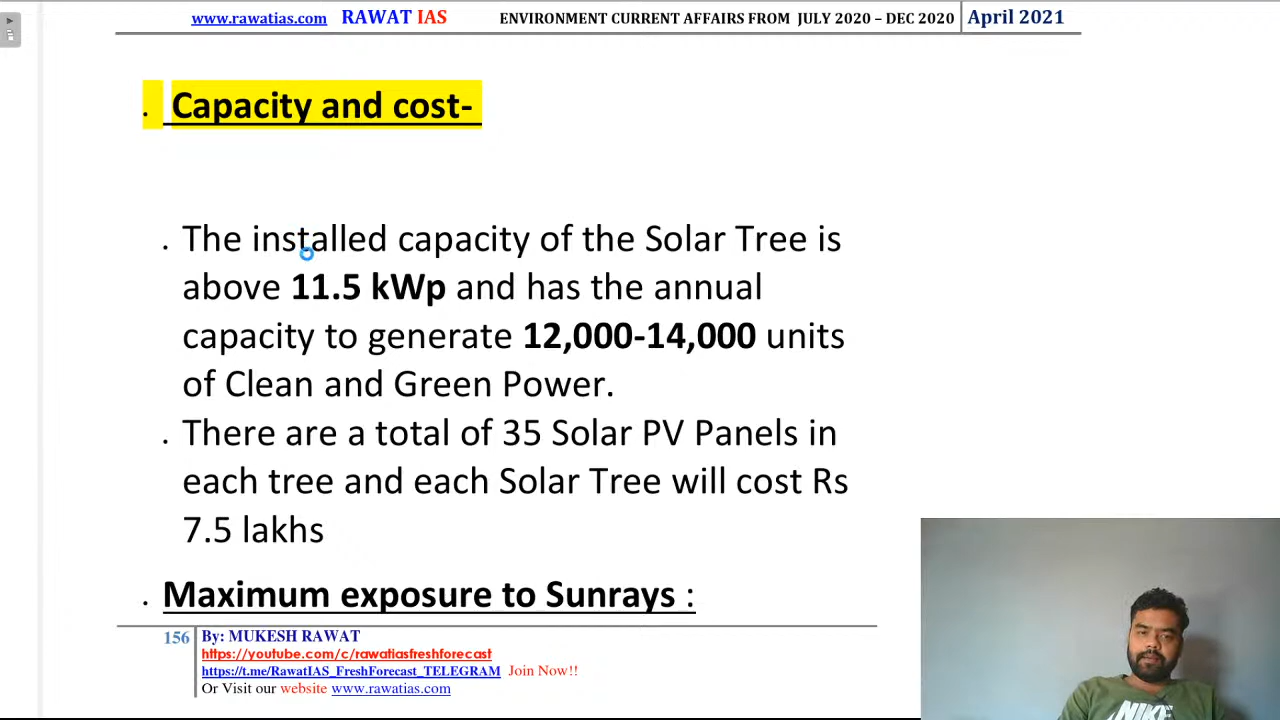 www.rawatias.com RAWAT IAS ENVIRONMENT CURRENT AFFAIRS FROM JULY 2020 – DEC 2020 April 2021
. Capacity and cost-
. The installed capacity of the Solar Tree is
above 11.5 kWp and has the annual
capacity to generate 12,000-14,000 units
of Clean and Green Power.
. There are a total of 35 Solar PV Panels in
each tree and each Solar Tree will cost Rs
7.5 lakhs
. Maximum exposure to Sunrays :
156 By: MUKESH RAWAT
https://youtube.com/c/rawatiasfreshforecast
https://t.me/RawatIAS_FreshForecast_TELEGRAM Join Now!!
Or Visit our website www.rawatias.com
NIKE